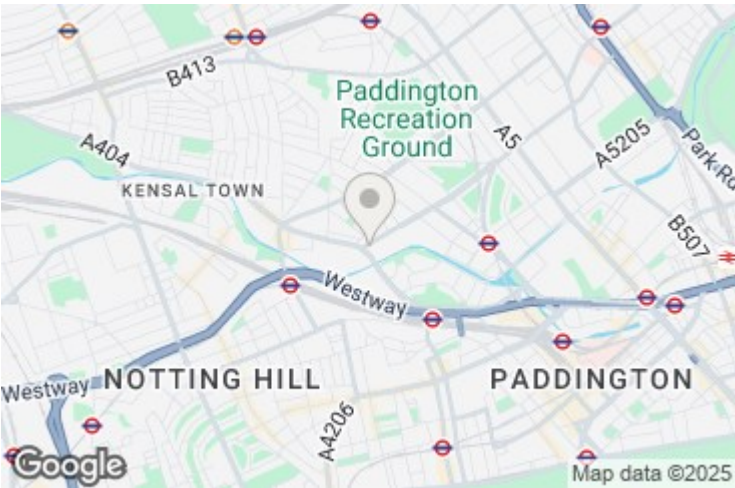 B413
Paddington
Recreation
Ground
A5
A5205
Park Rd
A404
KENSAL TOWN
B507
Westway
Westway
NOTTING HILL
PADDINGTON
A4206
Google
Map data ©2025